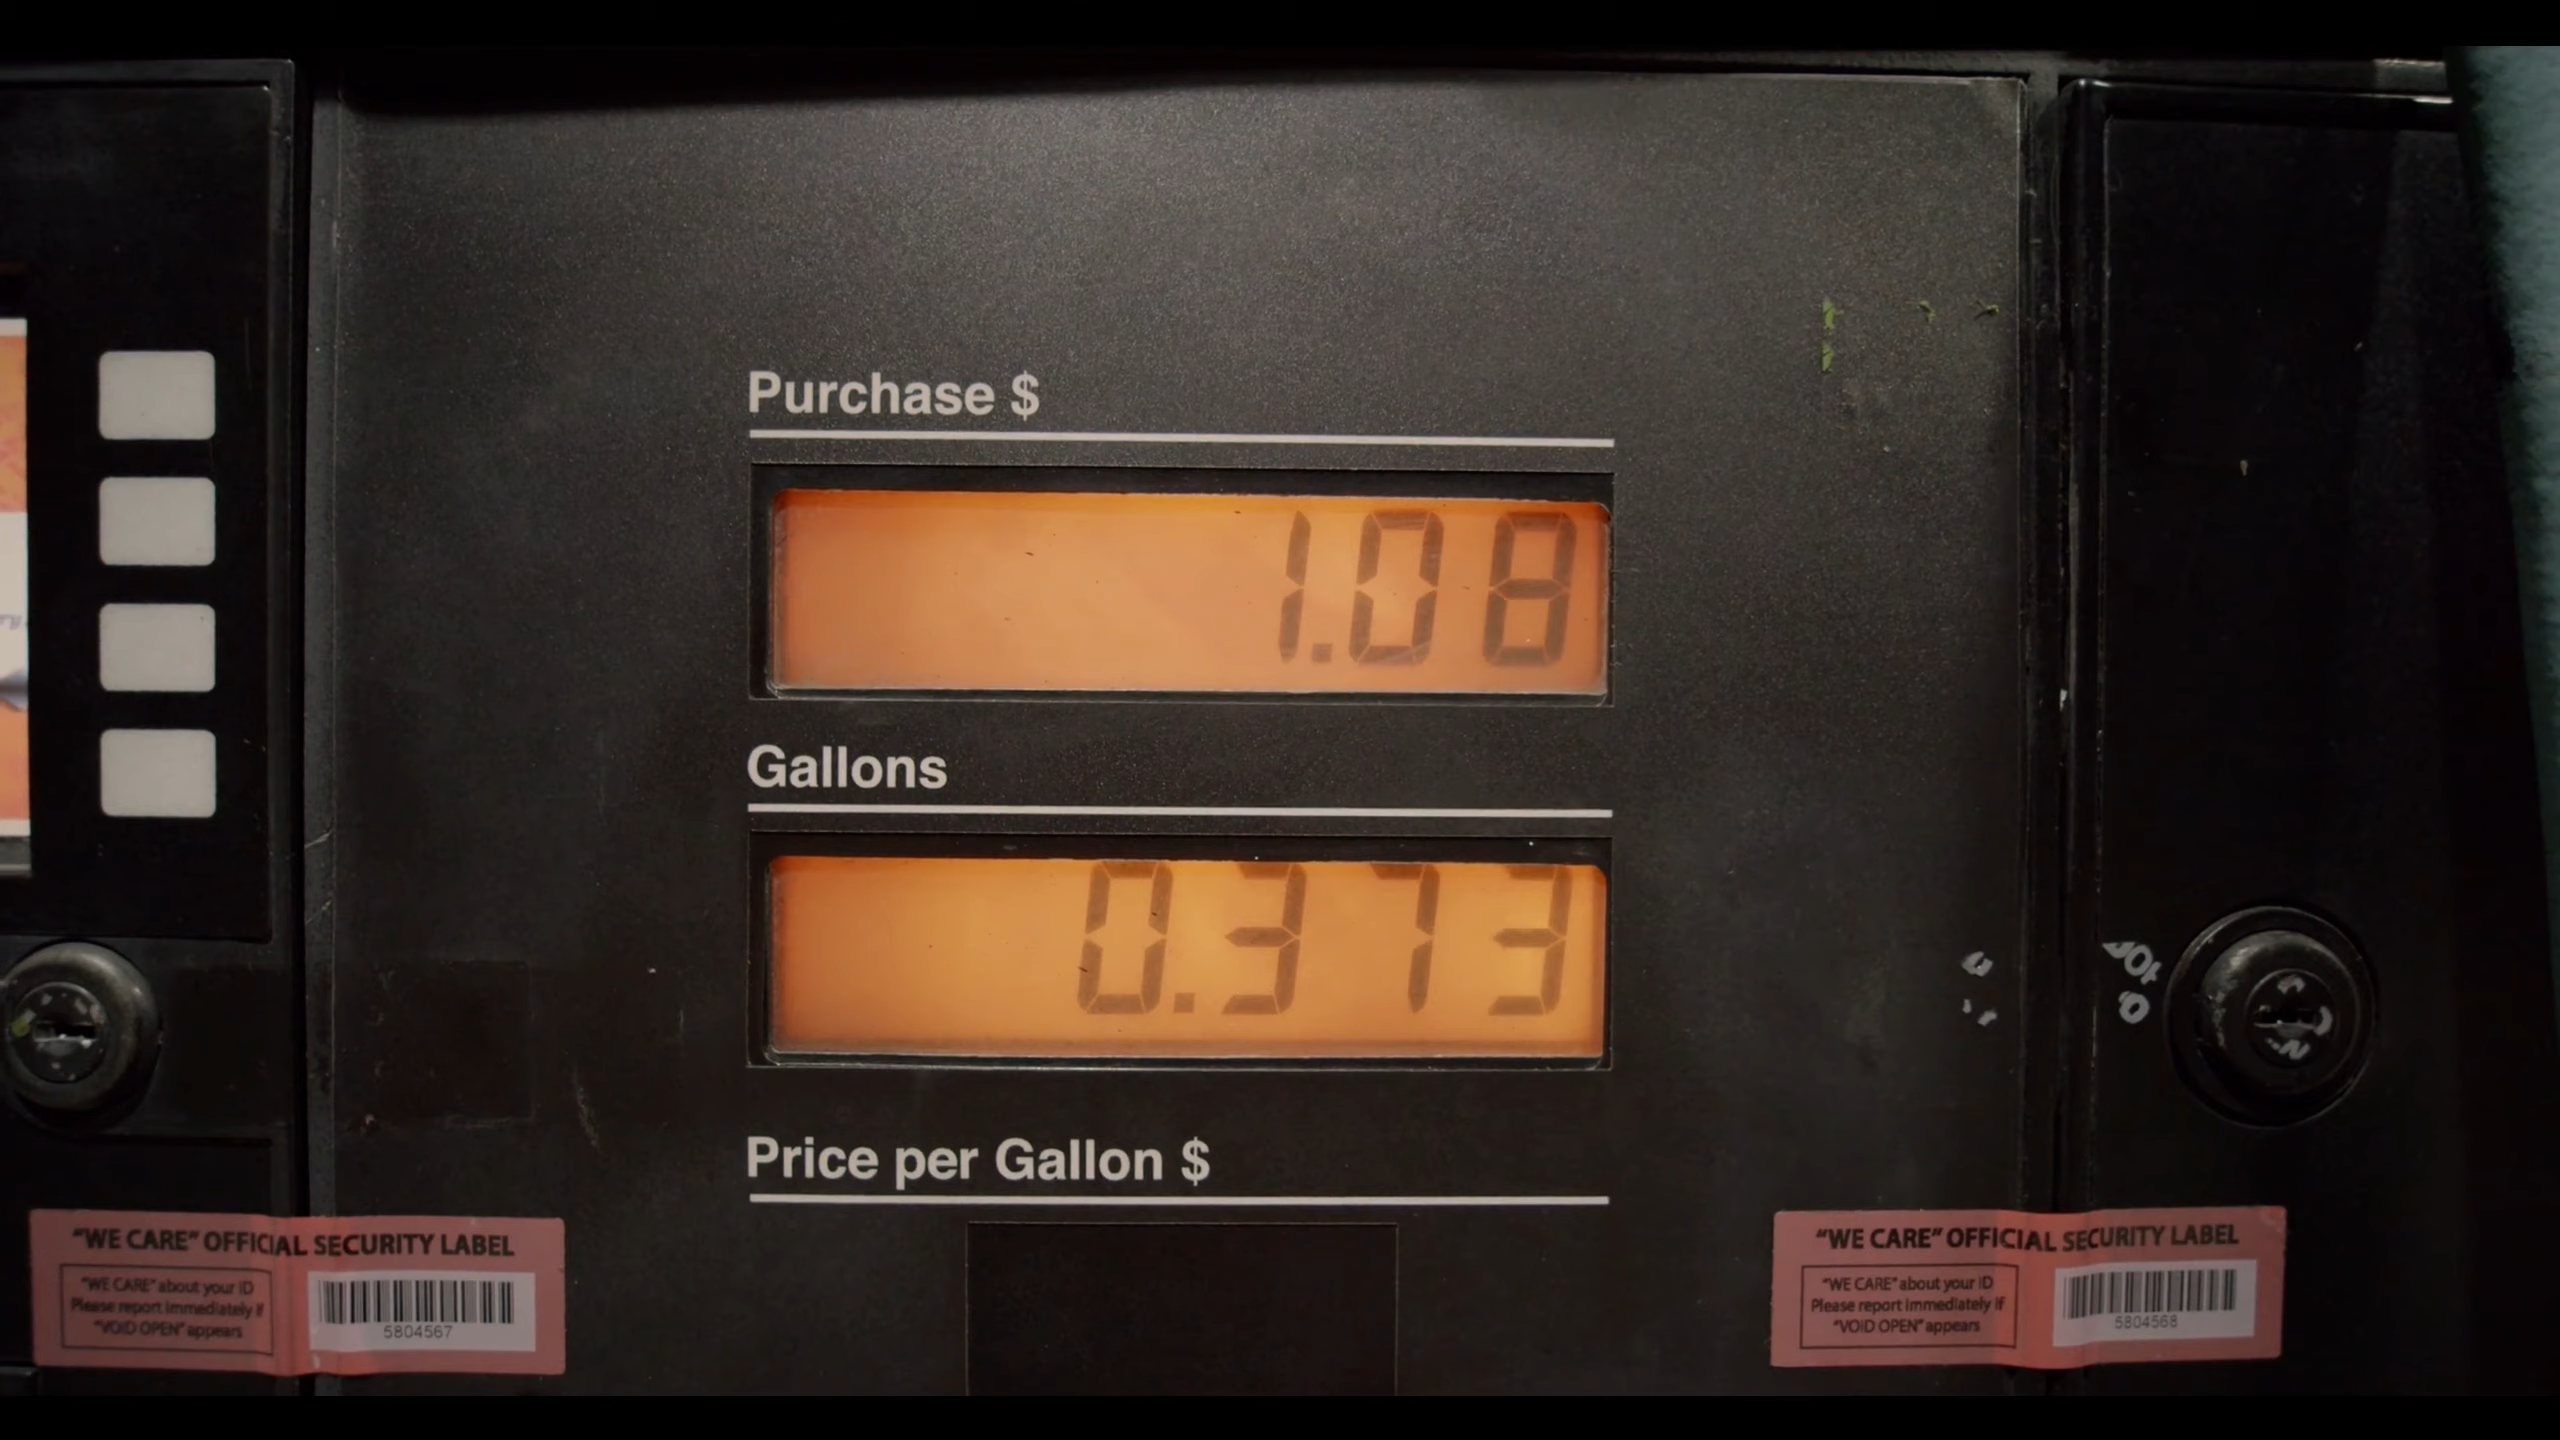 Purchase $
1.08
Gallons
0.373
Price per Gallon $
"WE CARE" OFFICIAL SECURITY LABEL
"WE CARE" about your ID
Please report immediately if
"VOID OPEN" appears
5804567
"WE CARE" OFFICIAL SECURITY LABEL
"WE CARE" about your ID
Please report immediately if
"VOID OPEN" appears
5804568